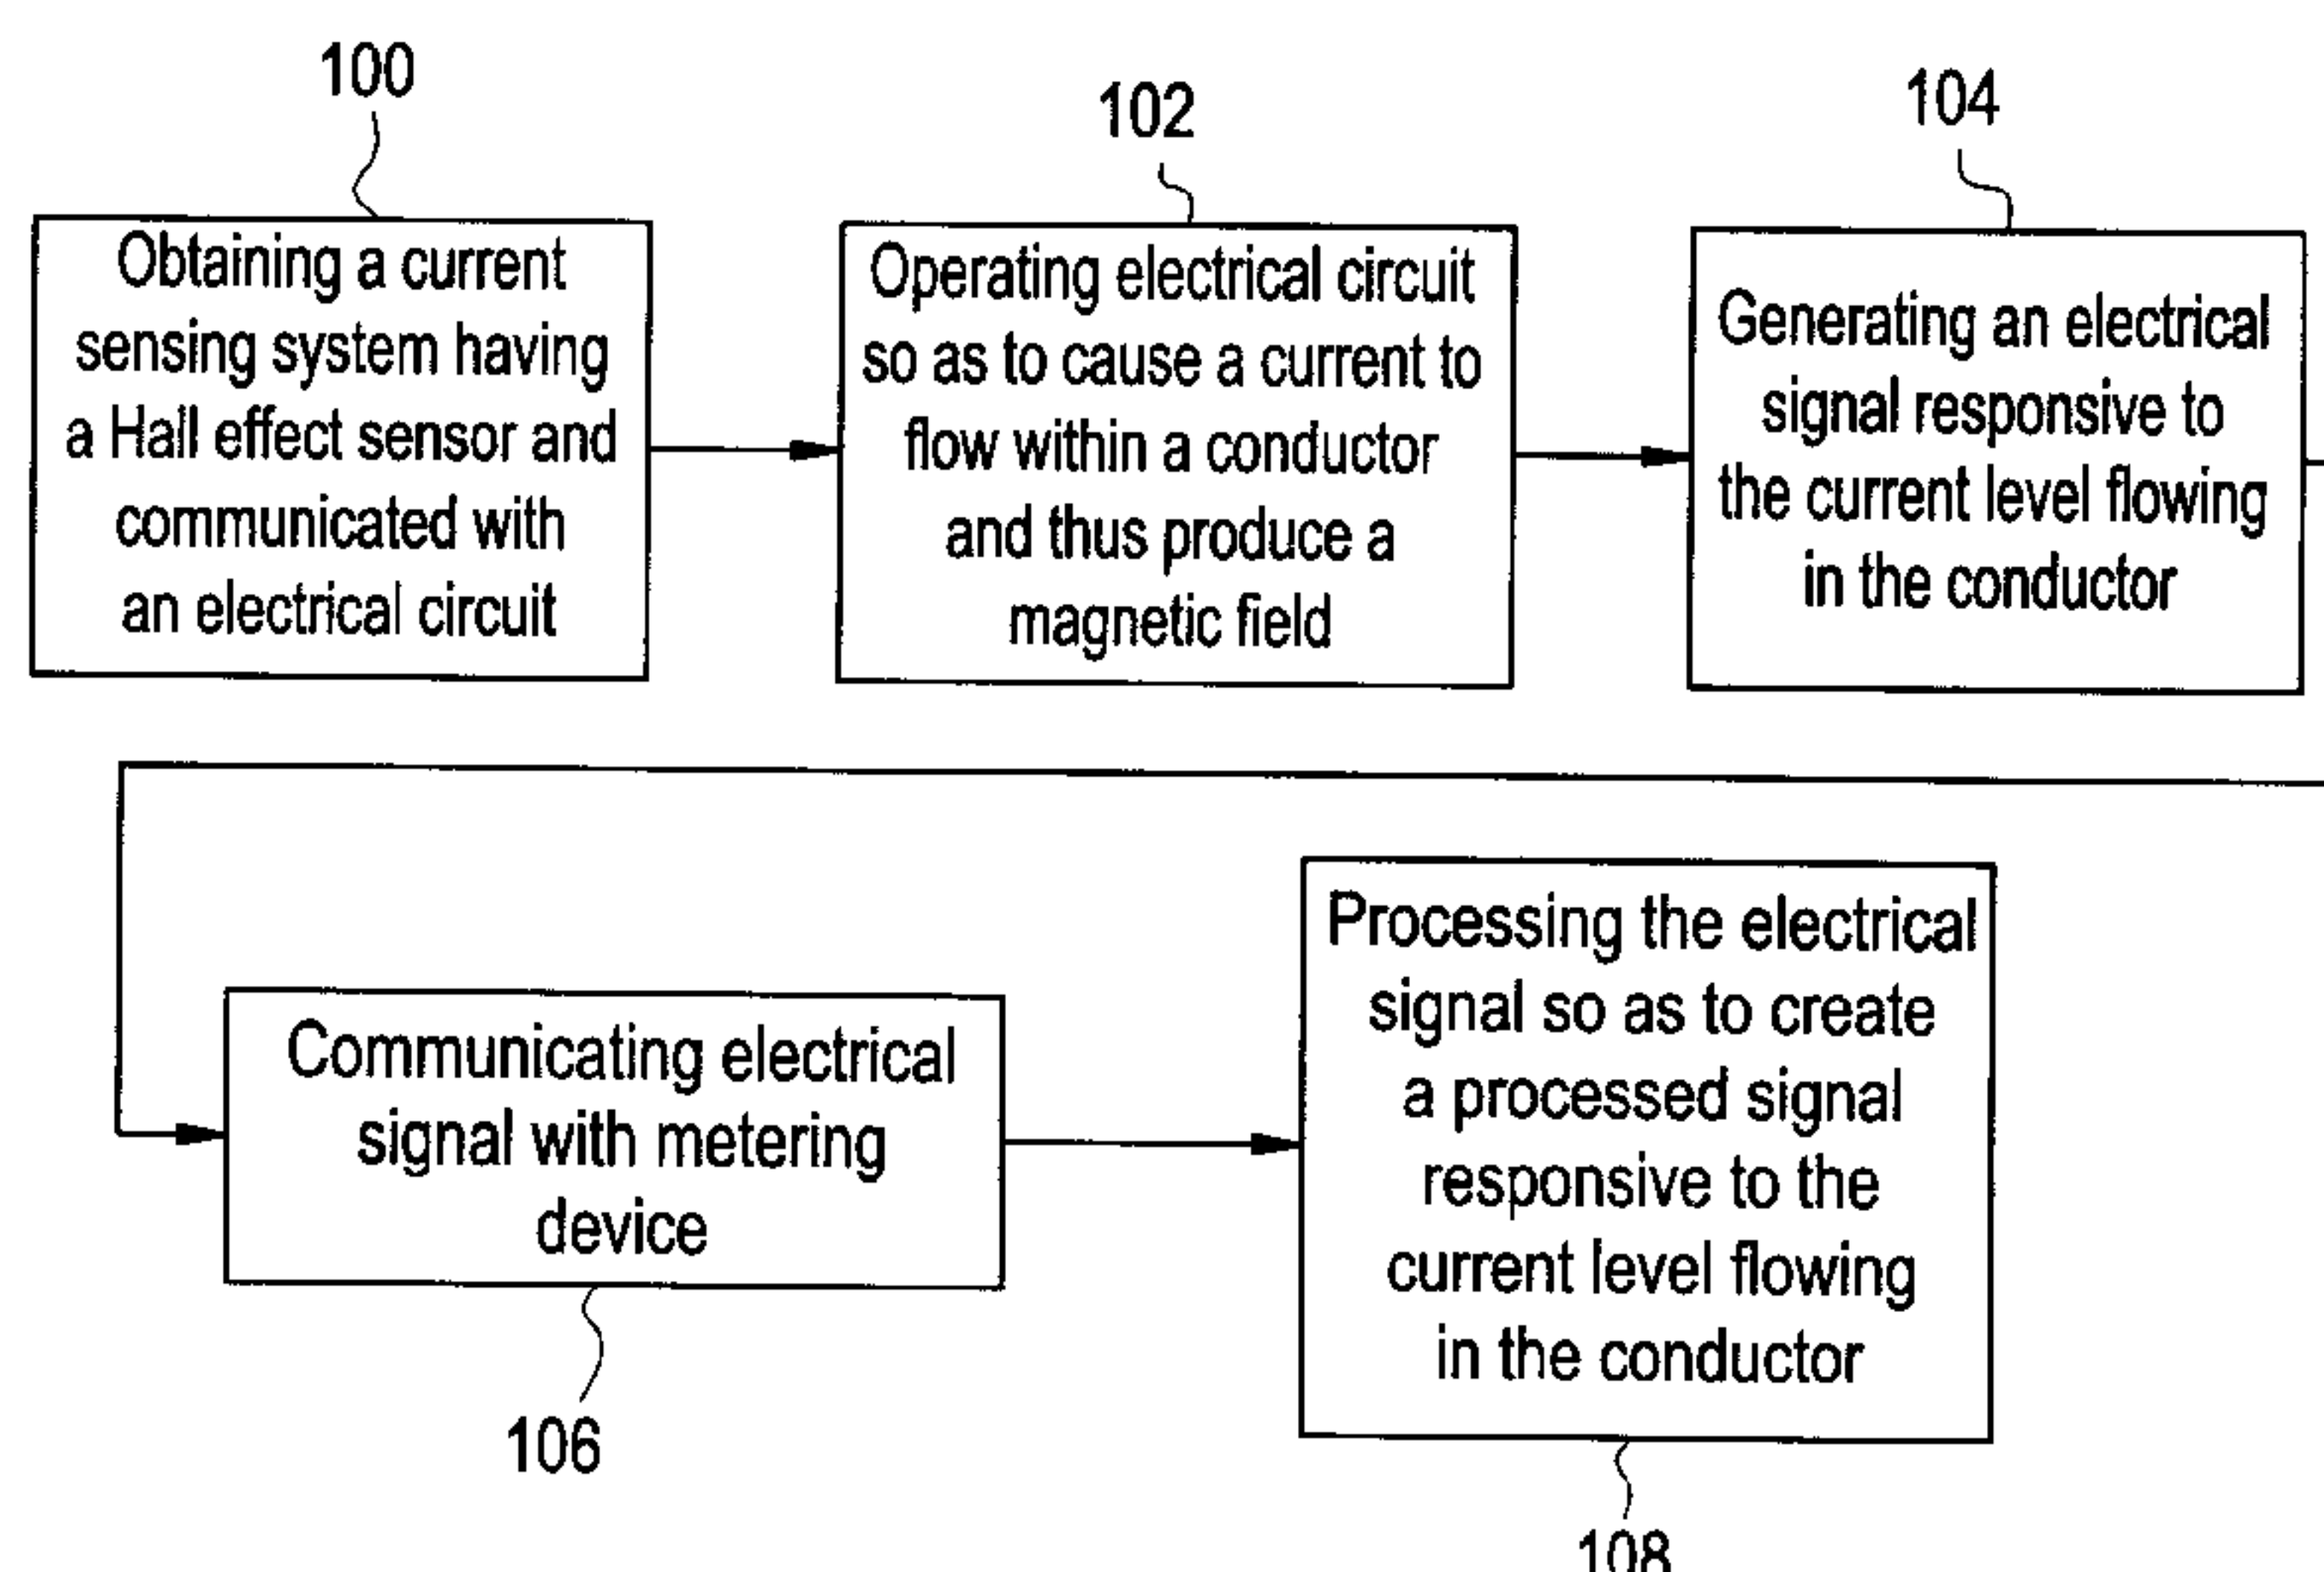 100
Obtaining a current
sensing system having
a Hall effect sensor and
communicated with
an electrical circuit
102
Operating electrical circuit
so as to cause a current to
flow within a conductor
and thus produce a
magnetic field
104
Generating an electrical
signal responsive to
the current level flowing
in the conductor
Communicating electrical
signal with metering
device
106
Processing the electrical
signal so as to create
a processed signal
responsive to the
current level flowing
in the conductor
108